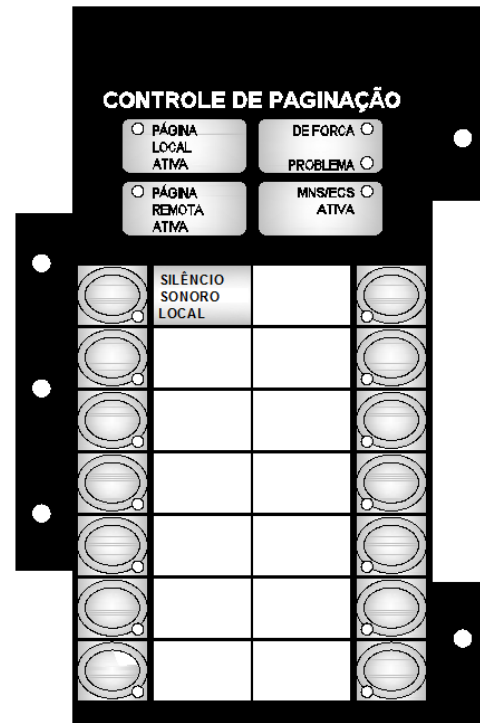 CONTROLE DE PAGINAÇÃO
PÁGINA
LOCAL
ATIVA
DE FORCA
PROBLEMA
PÁGINA
REMOTA
ATIVA
MNS/ECS
ATIVA
SILÊNCIO
SONORO
LOCAL